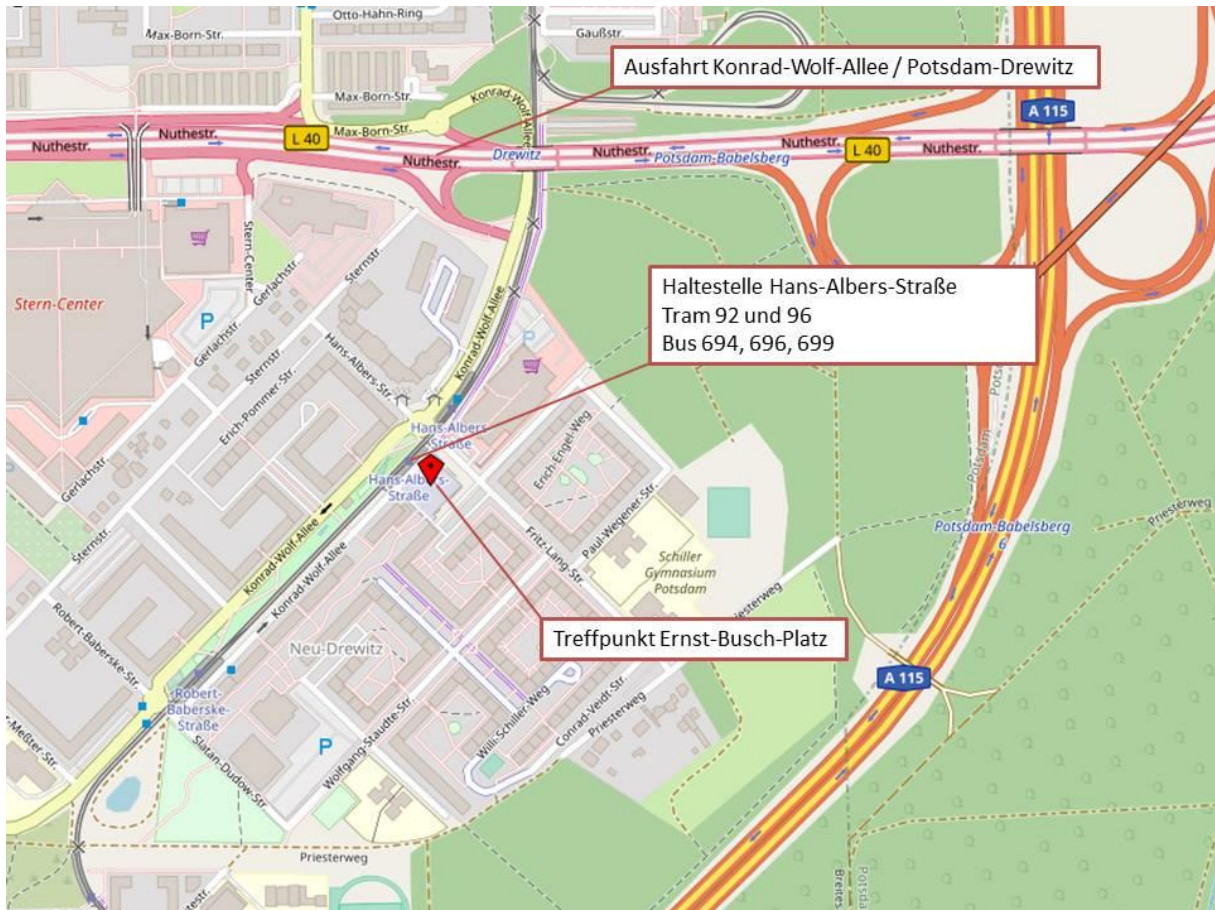 Otto-Hahn-Ring
Max-Born-Str.
Gaußstr.
Ausfahrt Konrad-Wolf-Allee / Potsdam-Drewitz
Max-Born-Str.
Konrad-Wolf-Allee
A 115
Max-Born-Str.
L 40
Nuthestr.
Nuthestr.
Nuthestr.
Drewitz
Nuthestr.
Potsdam-Babelsberg
L 40
Nuthestr.
Stern-Center
Gerlachstr.
Sternstr.
Stern-Center
P
Gerlachstr.
Sternstr.
Hans-Albers-Str.
Konrad-Wolf-Allee
Konrad-Wolf-Allee
Haltestelle Hans-Albers-Straße
Tram 92 und 96
Bus 694, 696, 699
Erich-Pommer-Str.
Hans-Albers-
Straße
Hans-Albers-
Straße
Erich-Engel-Weg
Gerlachstr.
Sternstr.
Paul-Wegener-Str.
Potsdam
Konrad-Wolf-Allee
Konrad-Wolf-Allee
Fritz-Lang-Str.
Schiller
Gymnasium
Potsdam
Potsdam-Babelsberg
6
Priesterweg
Priesterweg
Robert-Baberske-Str.
Neu-Drewitz
Treffpunkt Ernst-Busch-Platz
A 115
Robert-
Baberske-
Straße
Willi-Schiller-Weg
Conrad-Veidt-Str.
Priesterweg
Slatan-Dudow-Str.
P
Wolfgang-Staudte-Str.
Priesterweg